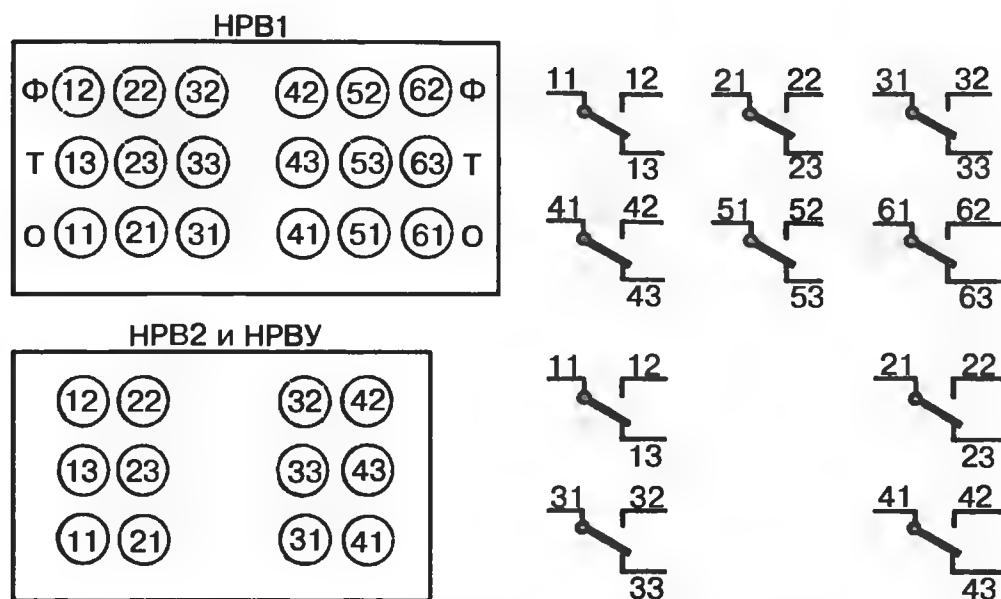 НРВ1
Ф 12 22 32 42 52 62 Ф
Т 13 23 33 43 53 63 Т
О 11 21 31 41 51 61 О
11 12 21 22 31 32
13 23 33
41 42 51 52 61 62
43 53 63
НРВ2 и НРВУ
12 22 32 42
13 23 33 43
11 21 31 41
11 12 21 22
13 23
31 32 41 42
33 43